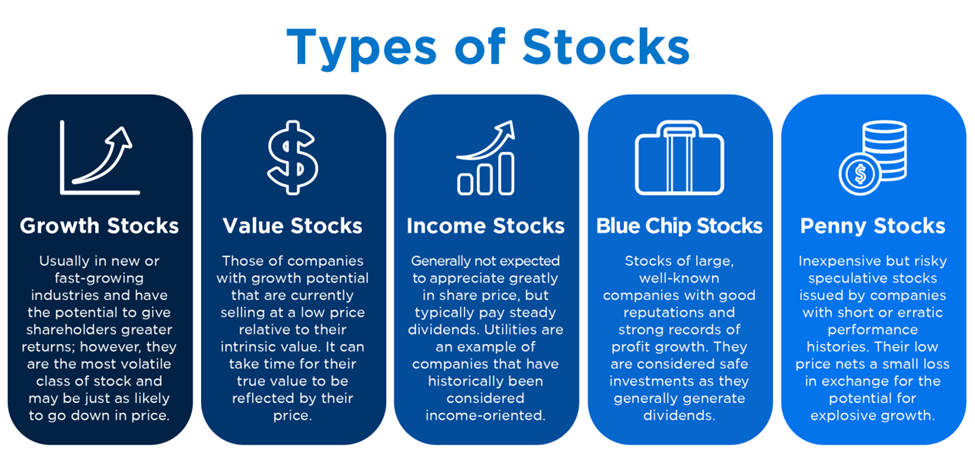 Types of Stocks
Growth Stocks
Usually in new or
fast-growing
industries and have
the potential to give
shareholders greater
returns; however, they
are the most volatile
class of stock and
may be just as likely
to go down in price.
Value Stocks
Those of companies
with growth potential
that are currently
selling at a low price
relative to their
intrinsic value. It can
take time for their
true value to be
reflected by their
price.
Income Stocks
Generally not expected
to appreciate greatly
in share price, but
typically pay steady
dividends. Utilities are
an example of
companies that have
historically been
considered
income-oriented.
Blue Chip Stocks
Stocks of large,
well-known
companies with good
reputations and
strong records of
profit growth. They
are considered safe
investments as they
generally generate
dividends.
Penny Stocks
Inexpensive but risky
speculative stocks
issued by companies
with short or erratic
performance
histories. Their low
price nets a small loss
in exchange for the
potential for
explosive growth.